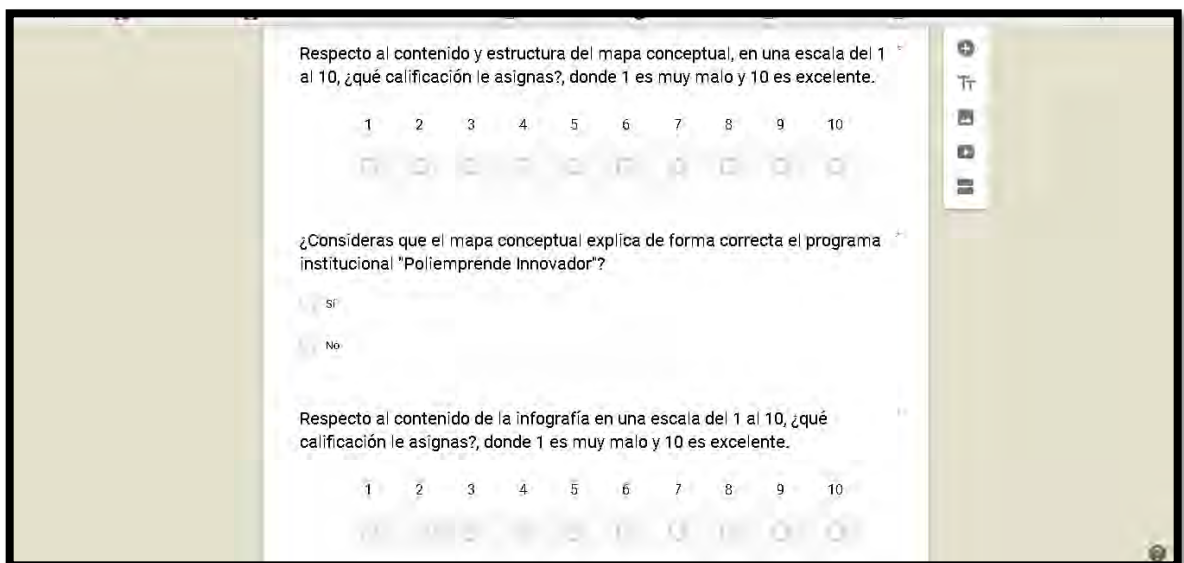 Respecto al contenido y estructura del mapa conceptual, en una escala del 1
al 10, ¿qué calificación le asignas?, donde 1 es muy malo y 10 es excelente.
1 2 3 4 5 6 7 8 9 10
¿Consideras que el mapa conceptual explica de forma correcta el programa
institucional "Poliemprende Innovador"?
Sí
No
Respecto al contenido de la infografía en una escala del 1 al 10, ¿qué
calificación le asignas?, donde 1 es muy malo y 10 es excelente.
1 2 3 4 5 6 7 8 9 10